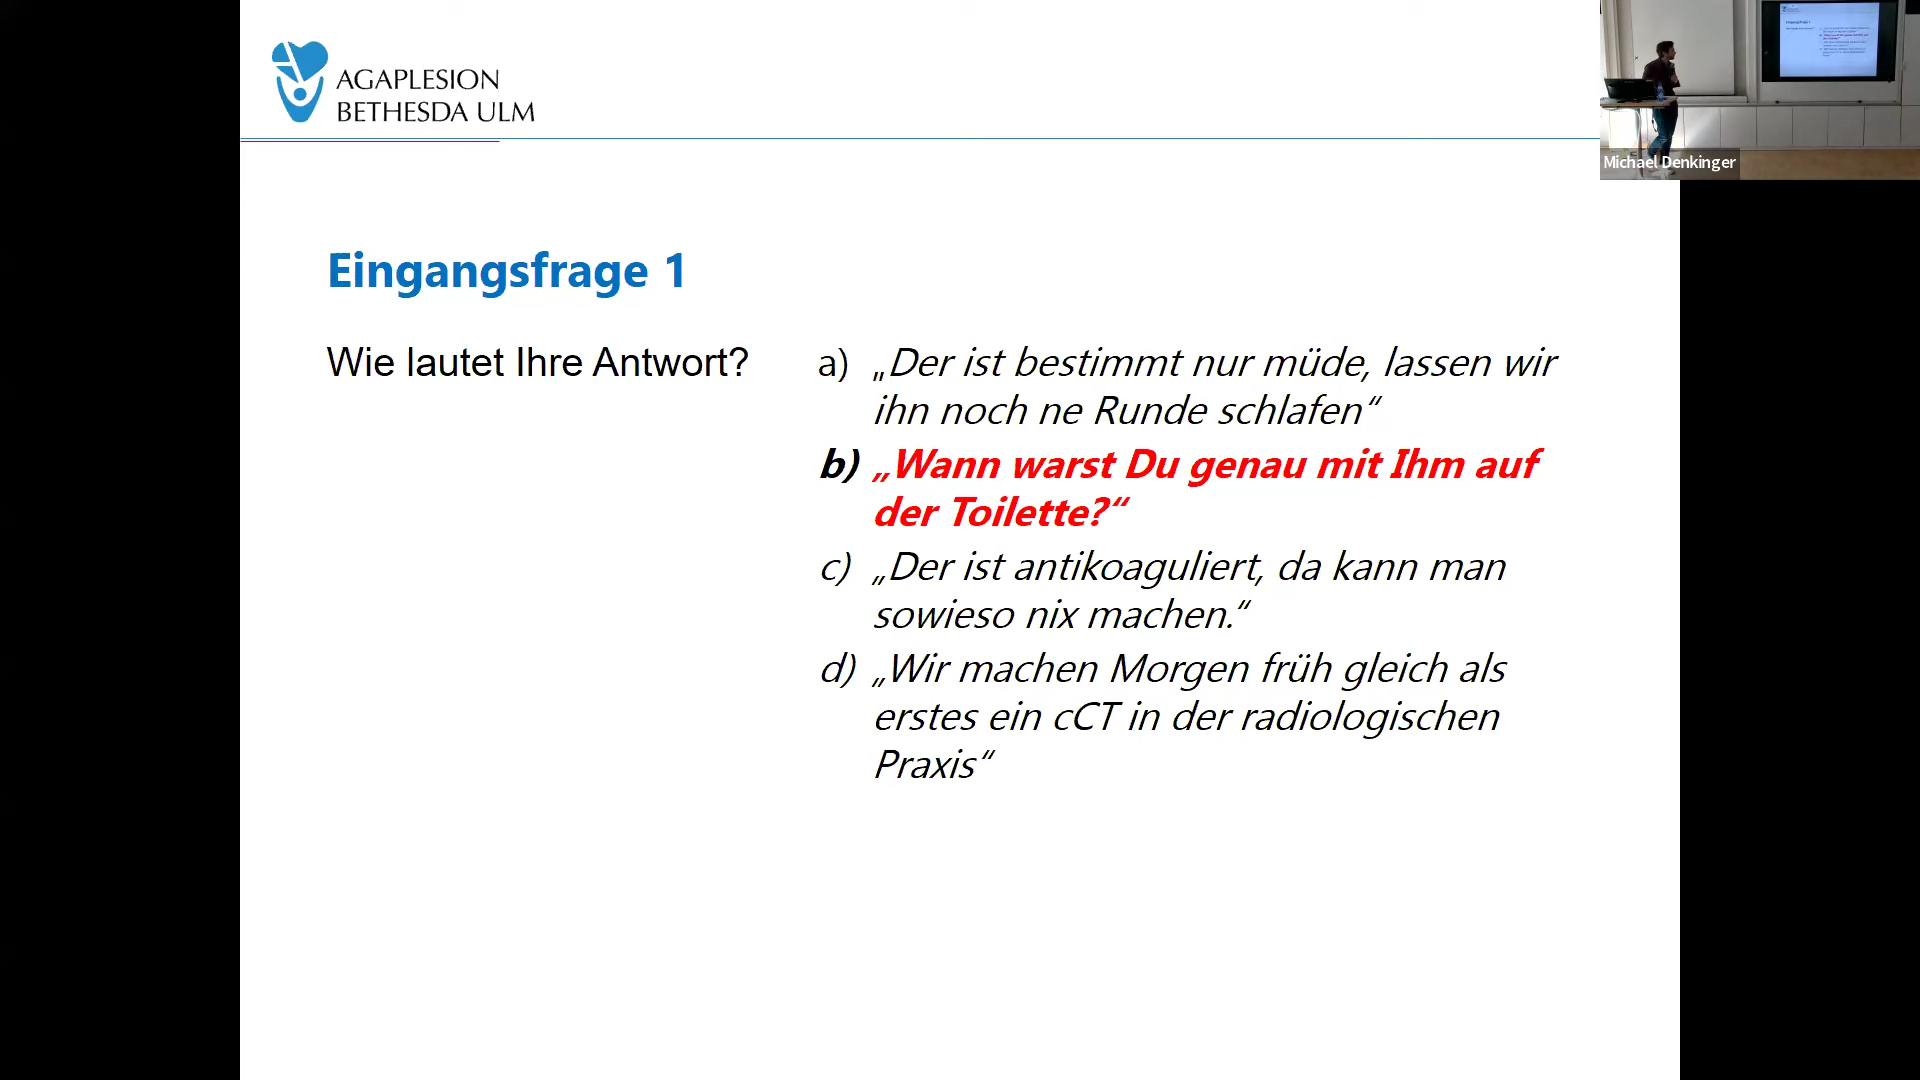 AGAPLESION
BETHESDA ULM
Michael Denkinger
Eingangsfrage 1
Wie lautet Ihre Antwort?
a) „Der ist bestimmt nur müde, lassen wir
ihn noch ne Runde schlafen“
b) „Wann warst Du genau mit Ihm auf
der Toilette?“
c) „Der ist antikoaguliert, da kann man
sowieso nix machen.“
d) „Wir machen Morgen früh gleich als
erstes ein cCT in der radiologischen
Praxis“